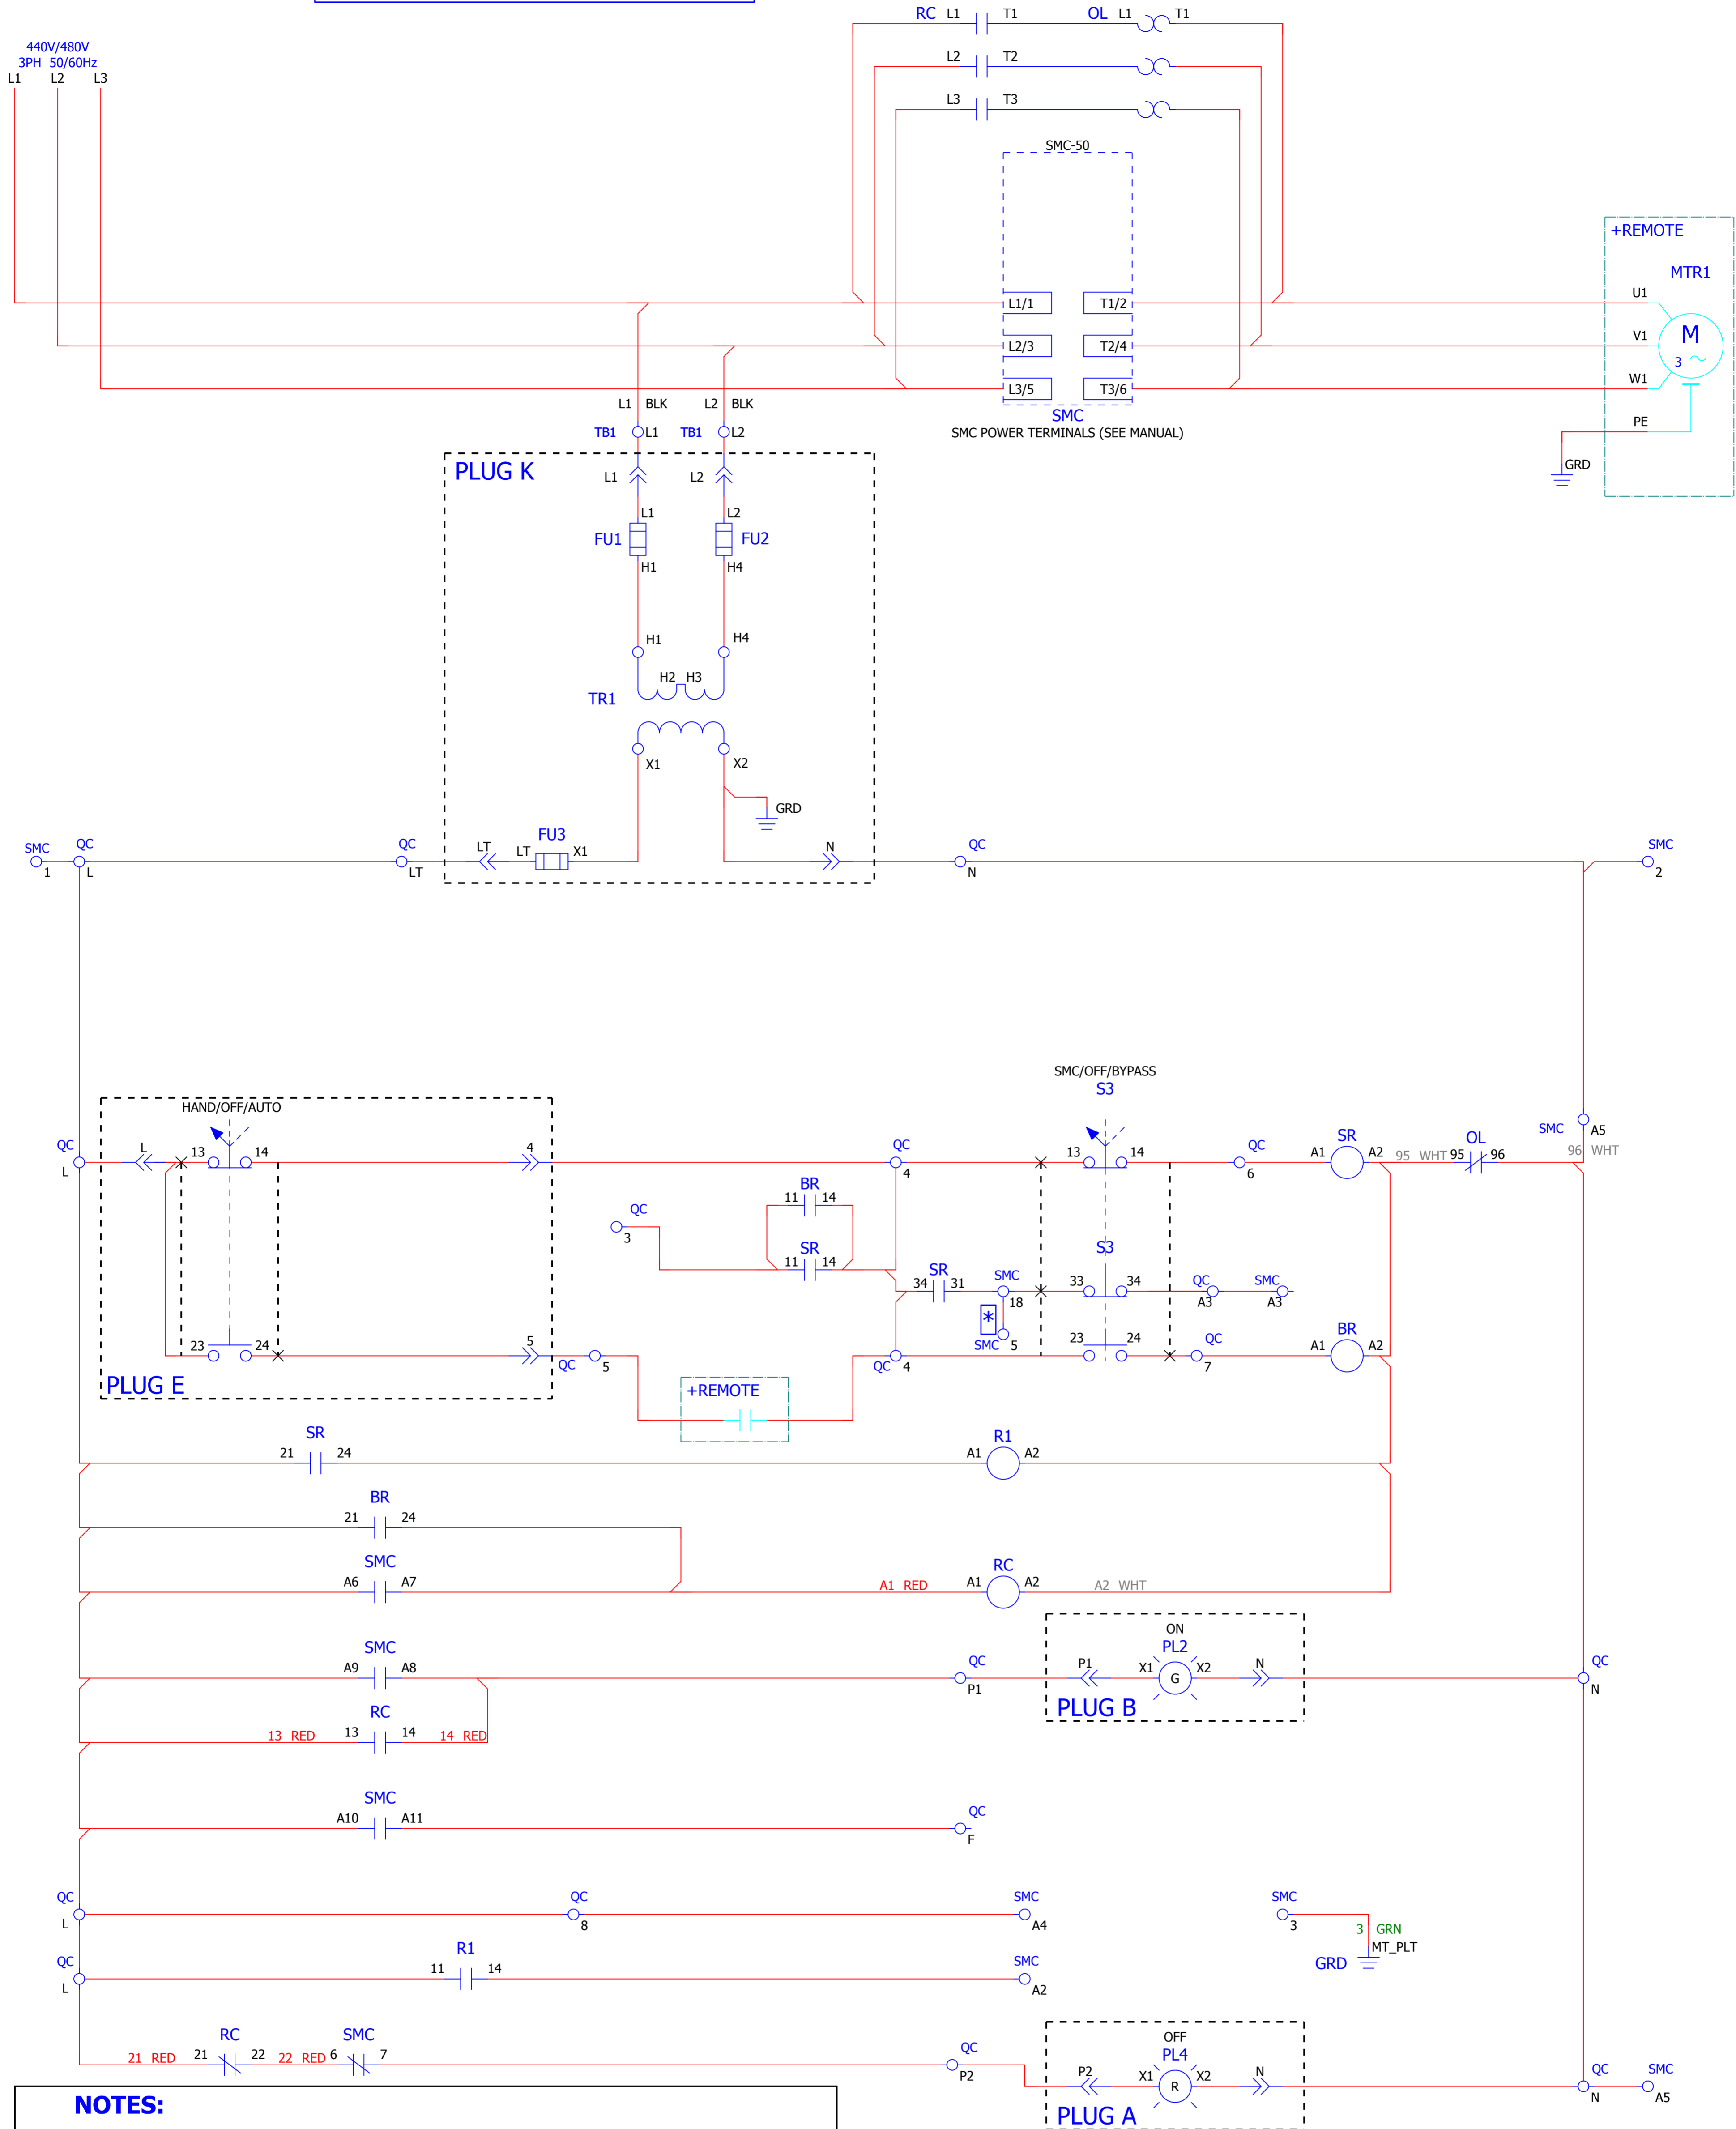 RC L1 T1 OL L1 T1
440V/480V
3PH 50/60Hz
L1 L2 L3
L2 T2
L3 T3
SMC-50
+REMOTE
MTR1
L1/1 T1/2 U1
L2/3 T2/4 V1
M
3
L3/5 T3/6 W1
SMC
SMC POWER TERMINALS (SEE MANUAL)
PE
GRD
L1 BLK L2 BLK
TB1 L1 TB1 L2
PLUG K
L1 L2
L1 L2
FU1 FU2
H1 H4
H1 H4
H2 H3
TR1
X1 X2
GRD
SMC QC QC LT LT FU3 X1 N QC SMC
1 L LT N 2
SMC/OFF/BYPASS
S3
HAND/OFF/AUTO
QC L 13 14 4 QC 13 14 QC SR OL SMC A5
L 4 6 A1 A2 95 WHT 95 96 96 WHT
BR
11 14
QC
3
SR
11 14
S3
SR
34 31 SMC 33 34 QC SMC
18 A3 A3
*
SMC 5
23 24 5 QC 5 QC 4 23 24 QC 7 BR A1 A2
PLUG E
+REMOTE
SR
21 24 R1 A1 A2
BR
21 24
SMC
A6 A7 A1 RED RC A1 A2 A2 WHT
ON
PL2
SMC
A9 A8 QC P1 P1 X1 G X2 N QC N
PLUG B
RC
13 RED 13 14 14 RED
SMC
A10 A11 QC F
QC QC SMC SMC
L 8 A4 3
3 GRN
MT_PLT
GRD
QC R1 SMC
L 11 14 A2
RC SMC
21 RED 21 22 22 RED 6 7 QC P2
OFF
PL4
P2 X1 R X2 N QC SMC
N A5
PLUG A
NOTES: